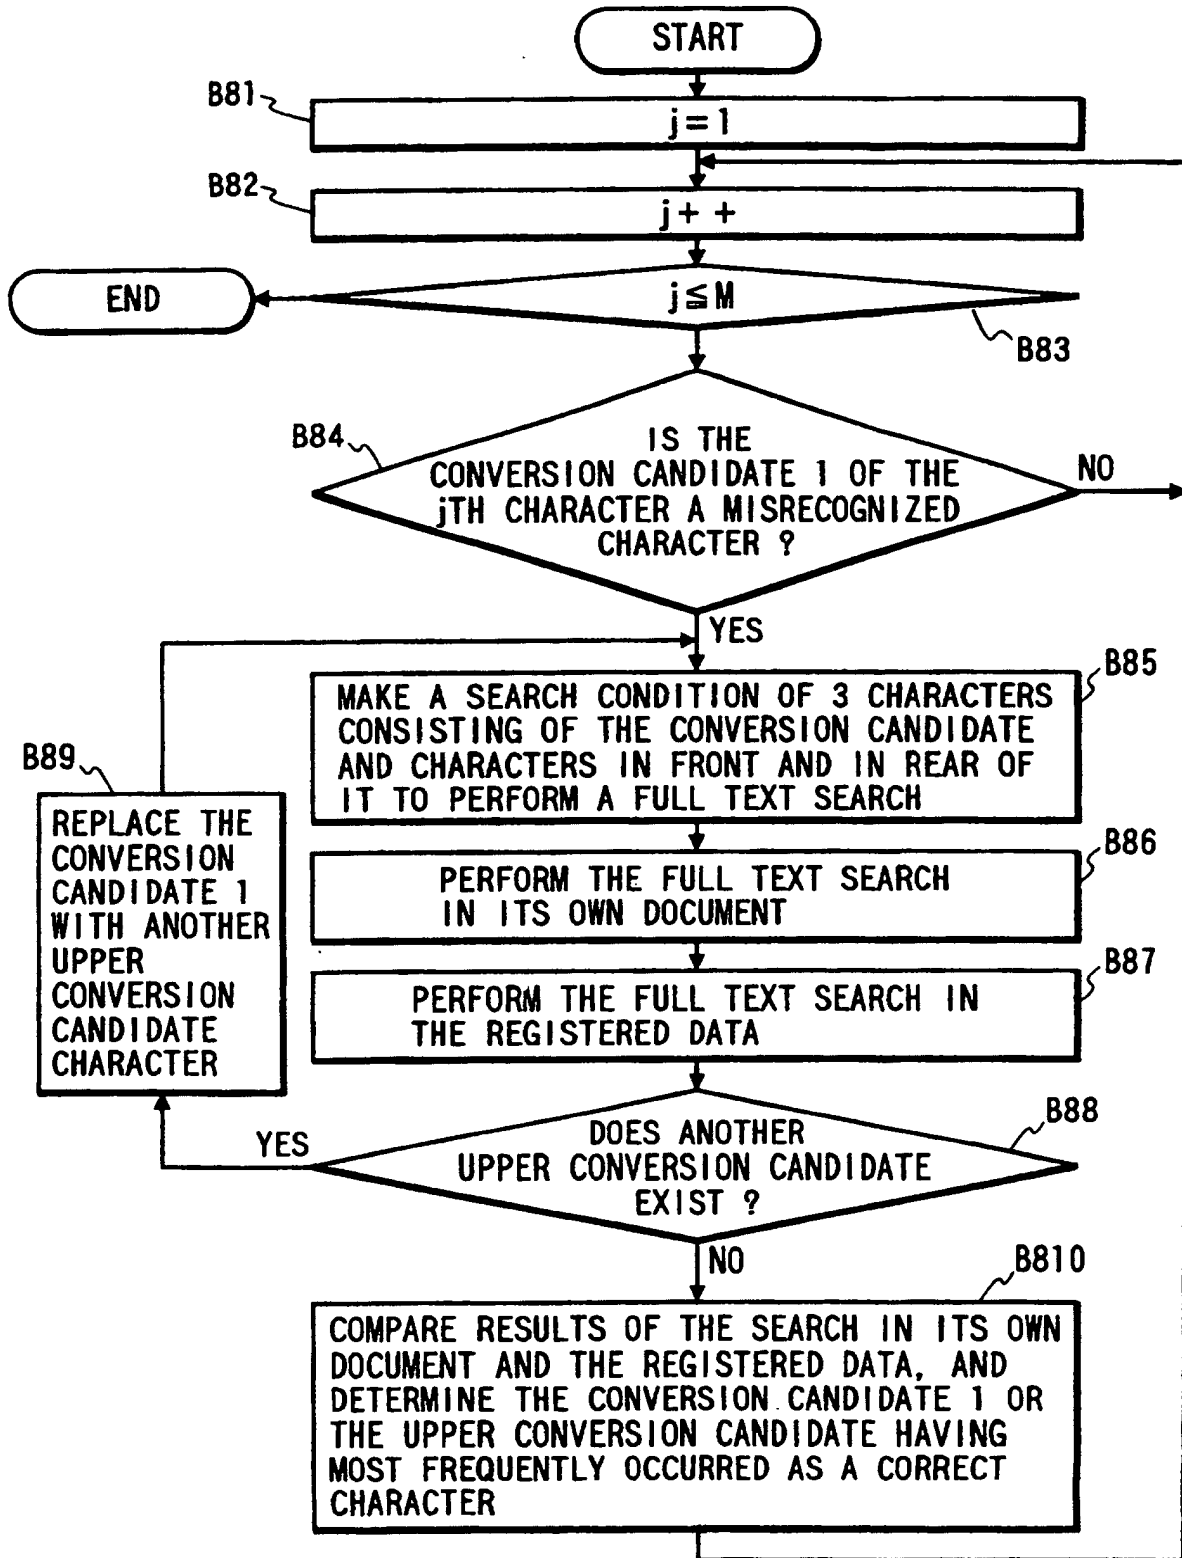 START
B81
j=1
B82
j++
END
j≦M
B83
B84
IS THE
CONVERSION CANDIDATE 1 OF THE
jTH CHARACTER A MISRECOGNIZED
CHARACTER ?
NO
YES
B85
MAKE A SEARCH CONDITION OF 3 CHARACTERS
CONSISTING OF THE CONVERSION CANDIDATE
AND CHARACTERS IN FRONT AND IN REAR OF
IT TO PERFORM A FULL TEXT SEARCH
B89
REPLACE THE
CONVERSION
CANDIDATE 1
WITH ANOTHER
UPPER
CONVERSION
CANDIDATE
CHARACTER
B86
PERFORM THE FULL TEXT SEARCH
IN ITS OWN DOCUMENT
B87
PERFORM THE FULL TEXT SEARCH IN
THE REGISTERED DATA
B88
YES
DOES ANOTHER
UPPER CONVERSION CANDIDATE
EXIST ?
NO
B810
COMPARE RESULTS OF THE SEARCH IN ITS OWN
DOCUMENT AND THE REGISTERED DATA, AND
DETERMINE THE CONVERSION CANDIDATE 1 OR
THE UPPER CONVERSION CANDIDATE HAVING
MOST FREQUENTLY OCCURRED AS A CORRECT
CHARACTER